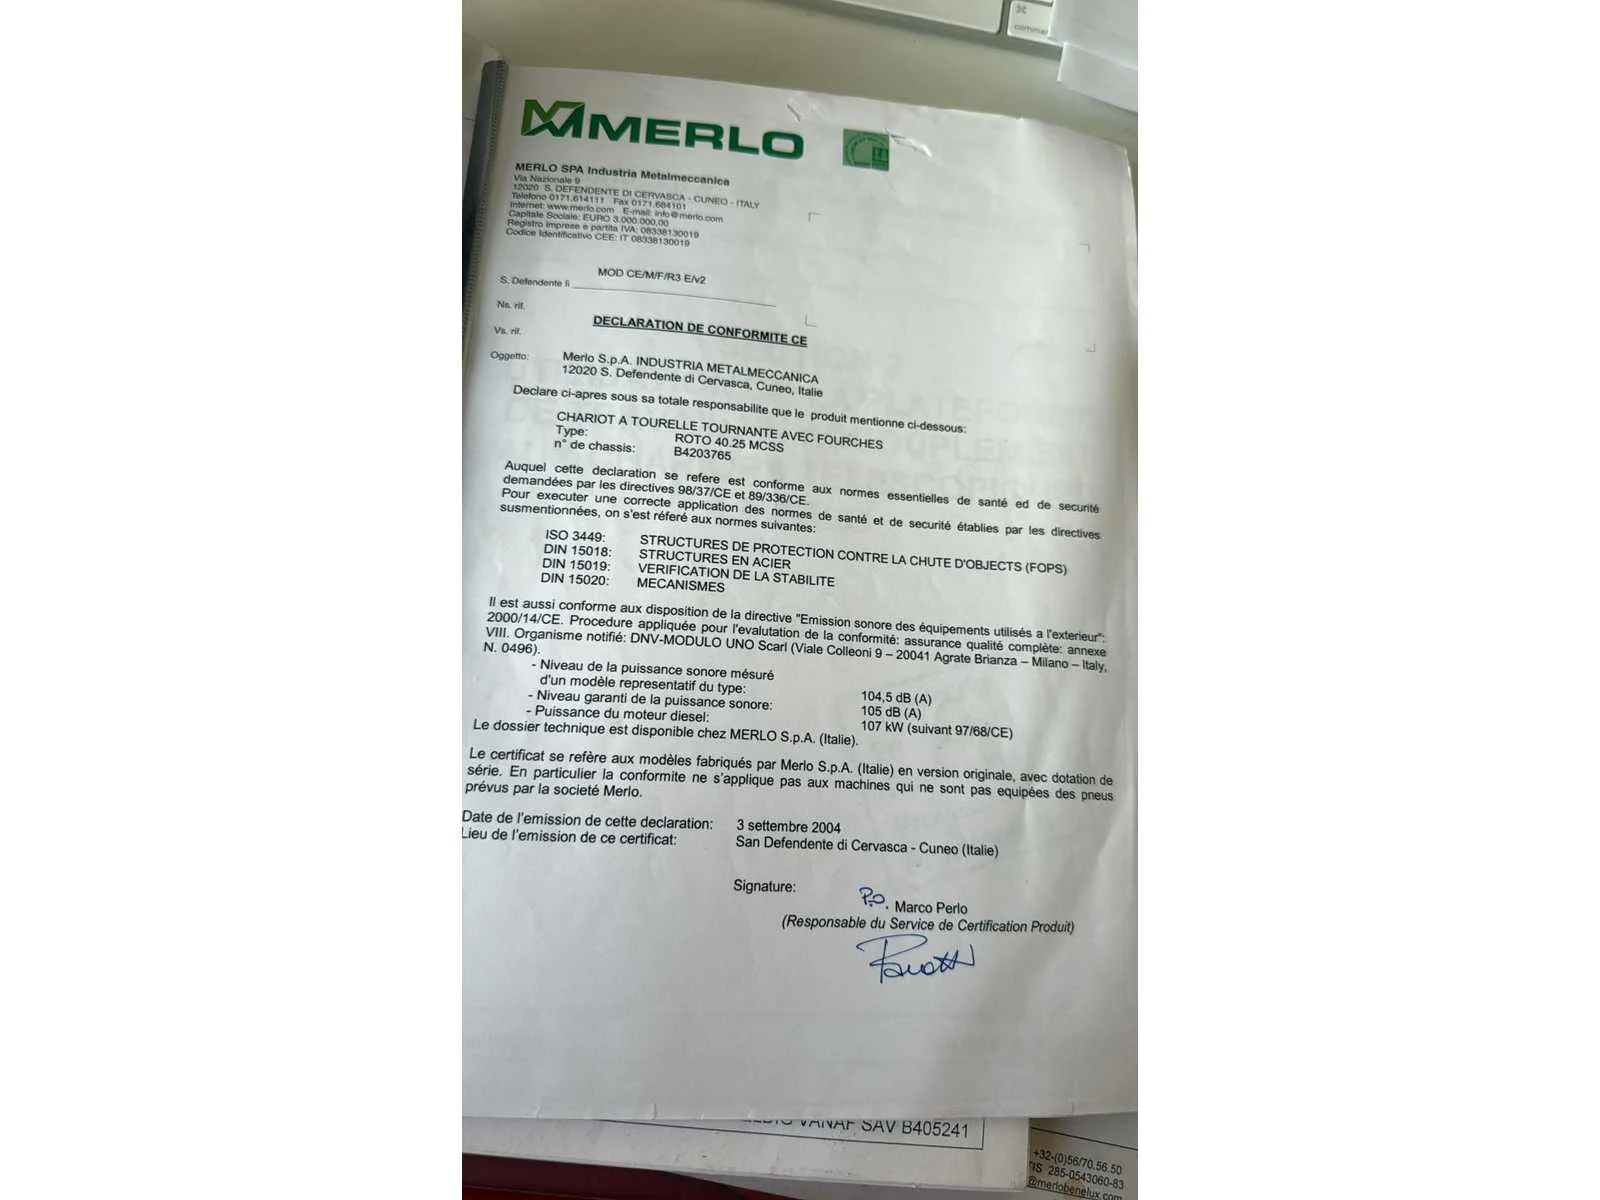 ⌘
comman
MERLO
MERLO SPA Industria Metalmeccanica
Via Nazionale 9
12020 S. DEFENDENTE DI CERVASCA - CUNEO - ITALY
Telefono 0171.614111 Fax 0171.684101
Internet: www.merlo.com E-mail: info@merlo.com
Capitale Sociale: EURO 3.000.000,00
Registro imprese e partita IVA: 08338130019
Codice Identificativo CEE: IT 08338130019
MOD CE/M/F/R3 E/v2
S. Defendente lì
Ns. rif.
DECLARATION DE CONFORMITE CE
Vs. rif.
Oggetto: Merlo S.p.A. INDUSTRIA METALMECCANICA
12020 S. Defendente di Cervasca, Cuneo, Italie
Declare ci-apres sous sa totale responsabilite que le produit mentionne ci-dessous:
CHARIOT A TOURELLE TOURNANTE AVEC FOURCHES
Type: ROTO 40.25 MCSS
n° de chassis: B4203765
Auquel cette declaration se refere est conforme aux normes essentielles de santé ed de securité
demandées par les directives 98/37/CE et 89/336/CE.
Pour executer une correcte application des normes de santé et de securité établies par les directives
susmentionnées, on s'est référé aux normes suivantes:
ISO 3449: STRUCTURES DE PROTECTION CONTRE LA CHUTE D'OBJECTS (FOPS)
DIN 15018: STRUCTURES EN ACIER
DIN 15019: VERIFICATION DE LA STABILITE
DIN 15020: MECANISMES
Il est aussi conforme aux disposition de la directive "Emission sonore des équipements utilisés a l'exterieur":
2000/14/CE. Procedure appliquée pour l'evalutation de la conformité: assurance qualité complète: annexe
VIII. Organisme notifié: DNV-MODULO UNO Scarl (Viale Colleoni 9 – 20041 Agrate Brianza – Milano – Italy,
N. 0496).
- Niveau de la puissance sonore mésuré
d'un modèle representatif du type: 104,5 dB (A)
- Niveau garanti de la puissance sonore: 105 dB (A)
- Puissance du moteur diesel: 107 kW (suivant 97/68/CE)
Le dossier technique est disponible chez MERLO S.p.A. (Italie).
Le certificat se refère aux modèles fabriqués par Merlo S.p.A. (Italie) en version originale, avec dotation de
série. En particulier la conformite ne s'applique pas aux machines qui ne sont pas equipées des pneus
prévus par la societé Merlo.
Date de l'emission de cette declaration: 3 settembre 2004
Lieu de l'emission de ce certificat: San Defendente di Cervasca - Cuneo (Italie)
Signature:
P.O. Marco Perlo
(Responsable du Service de Certification Produit)
VANAF SAV B405241
+32-(0)56/70.56.50
285-0543060-83
@merlobenelux.com